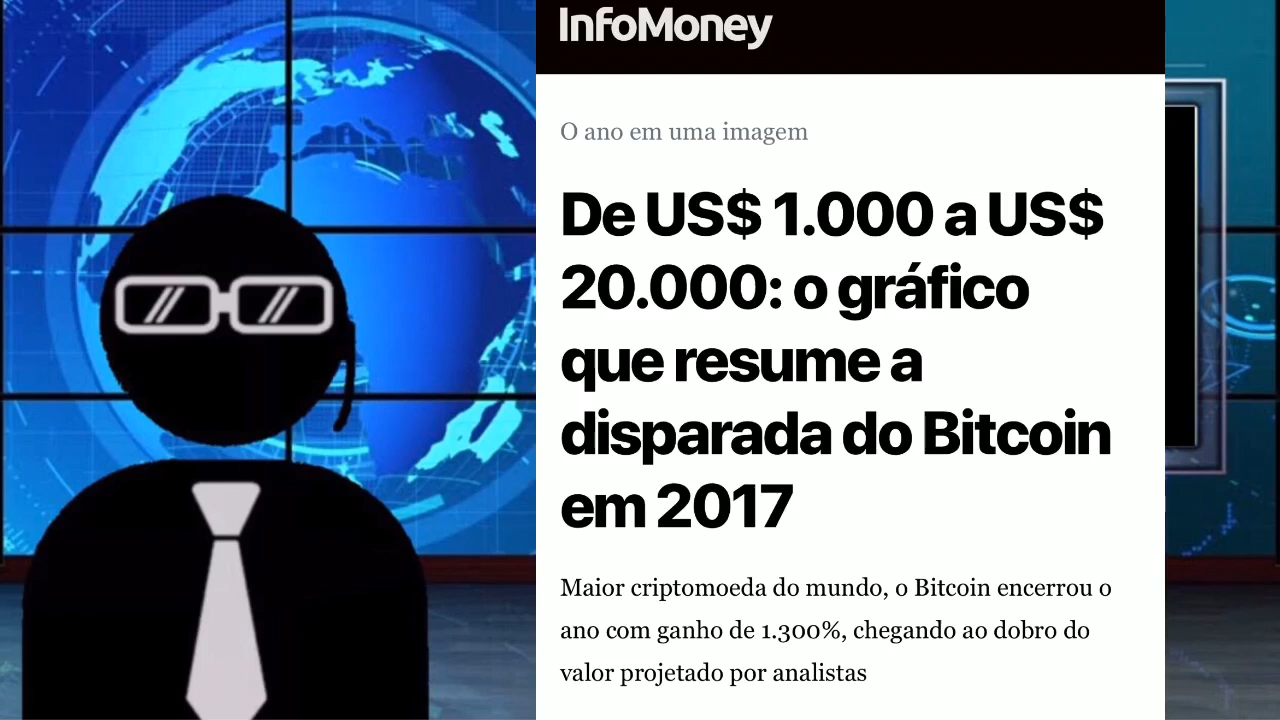 InfoMoney
O ano em uma imagem
De US$ 1.000 a US$
20.000: o gráfico
que resume a
disparada do Bitcoin
em 2017
Maior criptomoeda do mundo, o Bitcoin encerrou o
ano com ganho de 1.300%, chegando ao dobro do
valor projetado por analistas